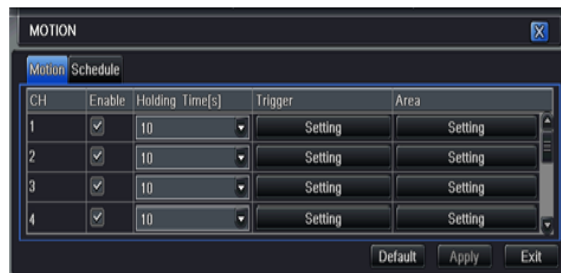 MOTION X
Motion Schedule
CH Enable Holding Time[s] Trigger Area
1 10 Setting Setting
2 10 Setting Setting
3 10 Setting Setting
4 10 Setting Setting
Default Apply Exit